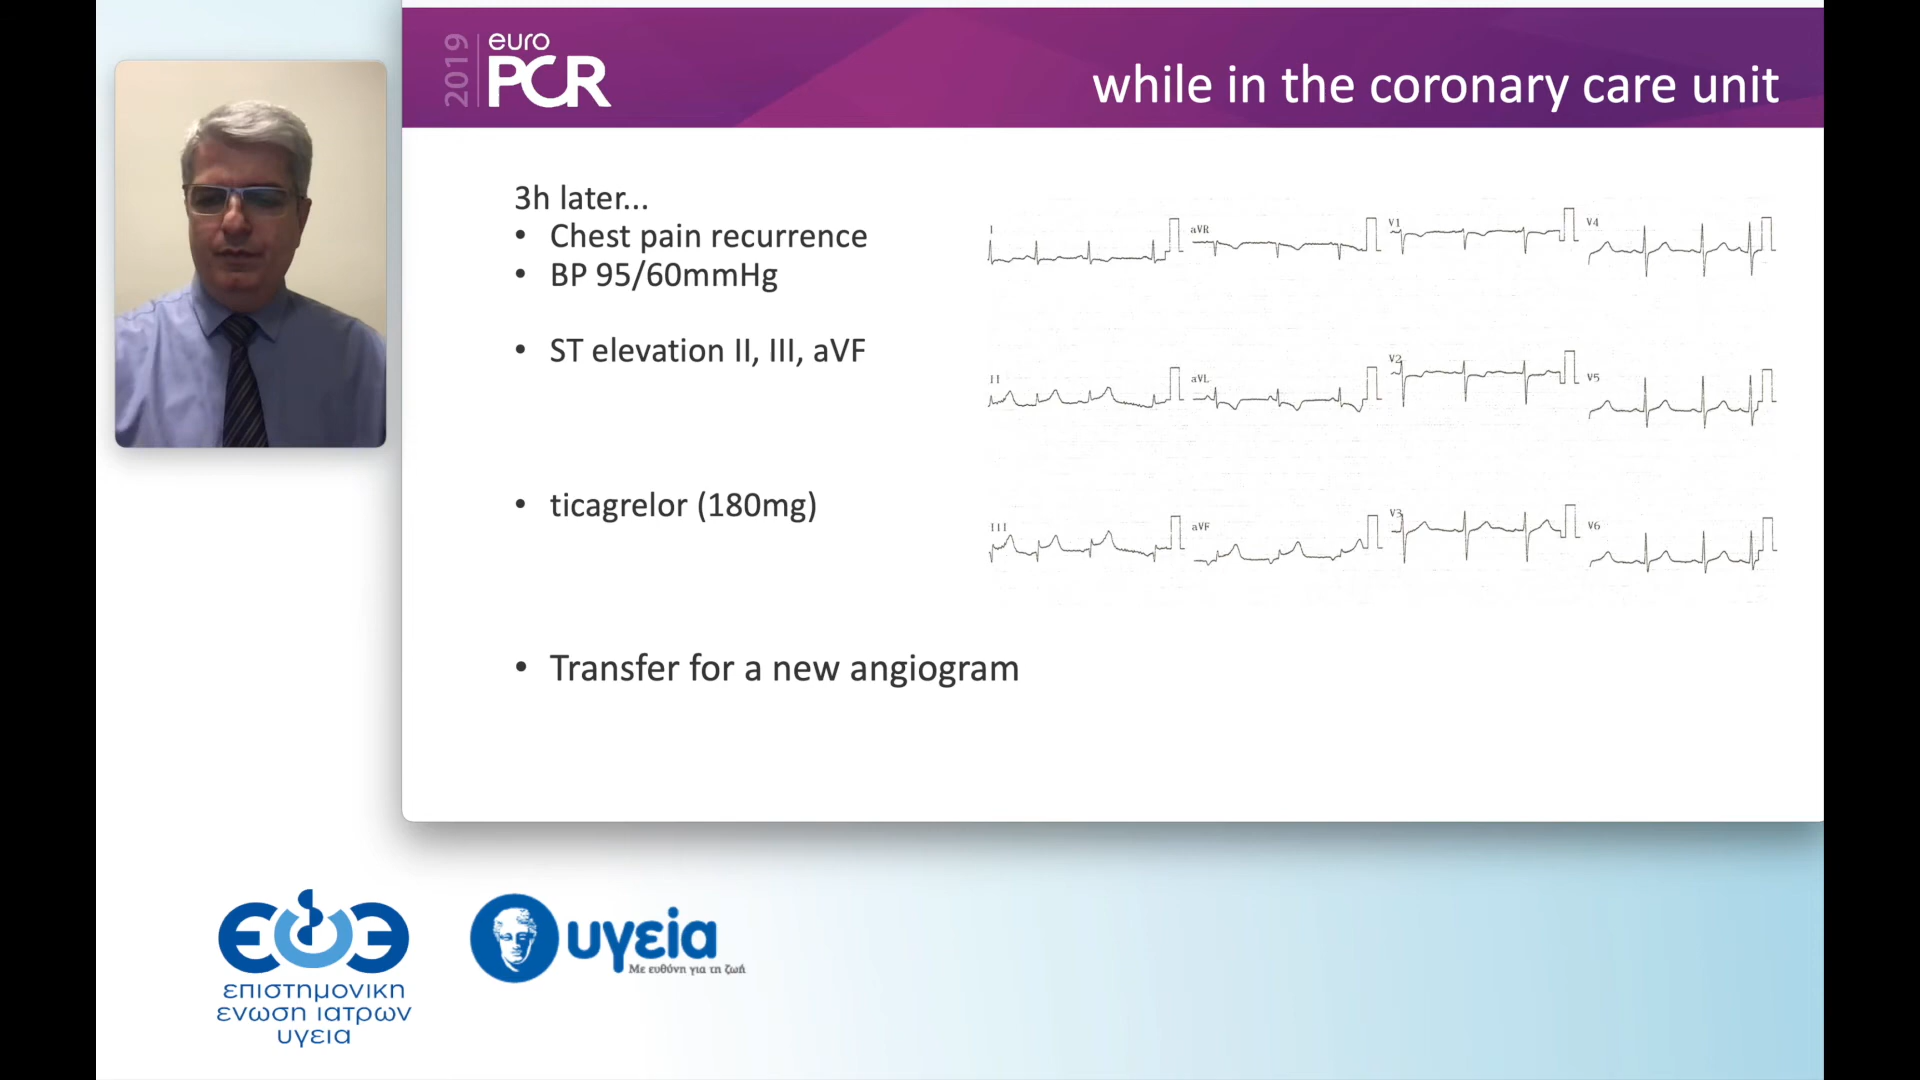 2019
euro
PCR
while in the coronary care unit
3h later...
• Chest pain recurrence
• BP 95/60mmHg
• ST elevation II, III, aVF
• ticagrelor (180mg)
• Transfer for a new angiogram
I aVR V1 V4
II aVL V2 V5
III aVF V3 V6
επιστημονικη
ενωση ιατρων
υγεια
υγεία
Με ευθύνη για τη ζωή